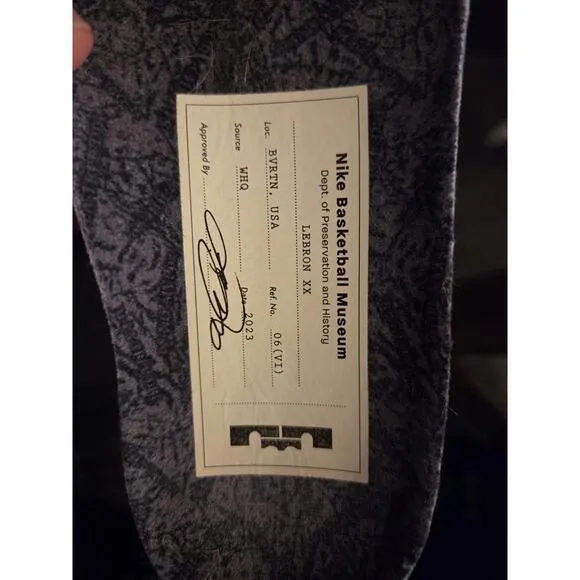 Nike Basketball Museum
Dept. of Preservation and History
LEBRON XX
Loc. BVRTN, USA Ref. No. 06(VI)
Source WHQ Date 2023
Approved By